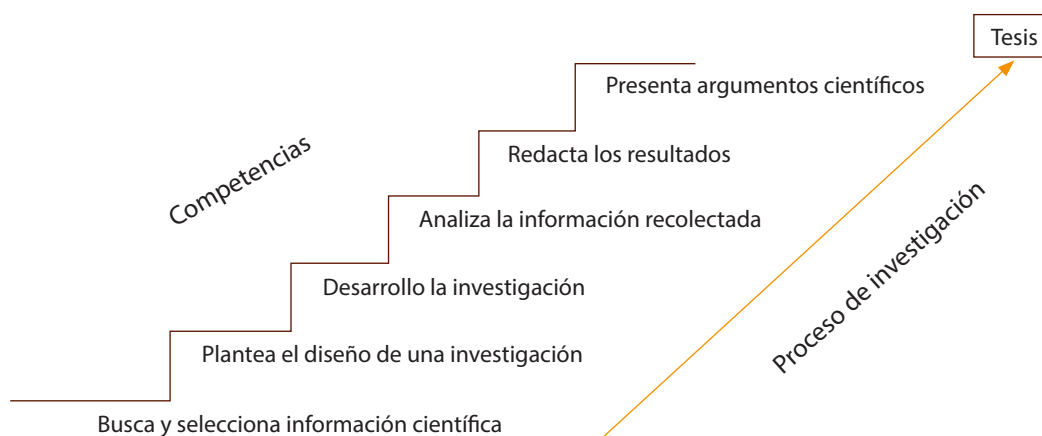 Tesis
Presenta argumentos científicos
Redacta los resultados
Competencias
Analiza la información recolectada
Desarrollo la investigación
Proceso de investigación
Plantea el diseño de una investigación
Busca y selecciona información científica